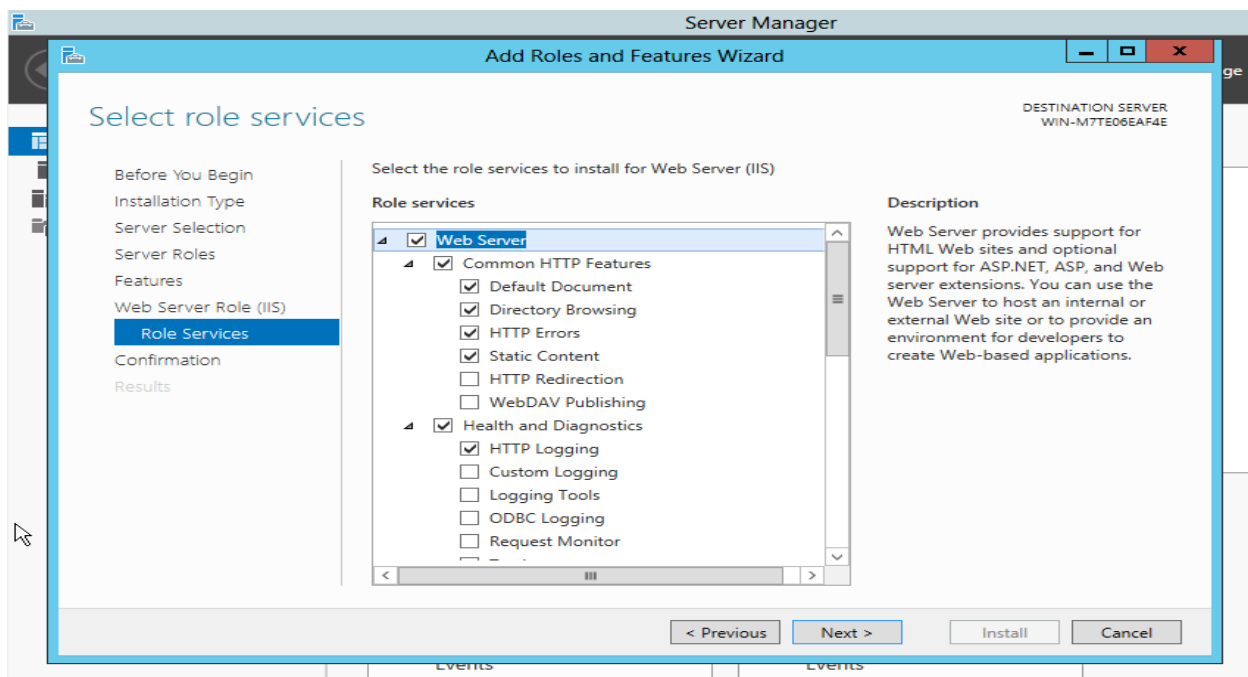 Server Manager
Add Roles and Features Wizard
ge
Select role services
DESTINATION SERVER
WIN-M7TE06EAF4E
Before You Begin
Installation Type
Server Selection
Server Roles
Features
Web Server Role (IIS)
Role Services
Confirmation
Results
Select the role services to install for Web Server (IIS)
Role services
Web Server
Common HTTP Features
Default Document
Directory Browsing
HTTP Errors
Static Content
HTTP Redirection
WebDAV Publishing
Health and Diagnostics
HTTP Logging
Custom Logging
Logging Tools
ODBC Logging
Request Monitor
Description
Web Server provides support for
HTML Web sites and optional
support for ASP.NET, ASP, and Web
server extensions. You can use the
Web Server to host an internal or
external Web site or to provide an
environment for developers to
create Web-based applications.
< Previous
Next >
Install
Cancel
Events
Events